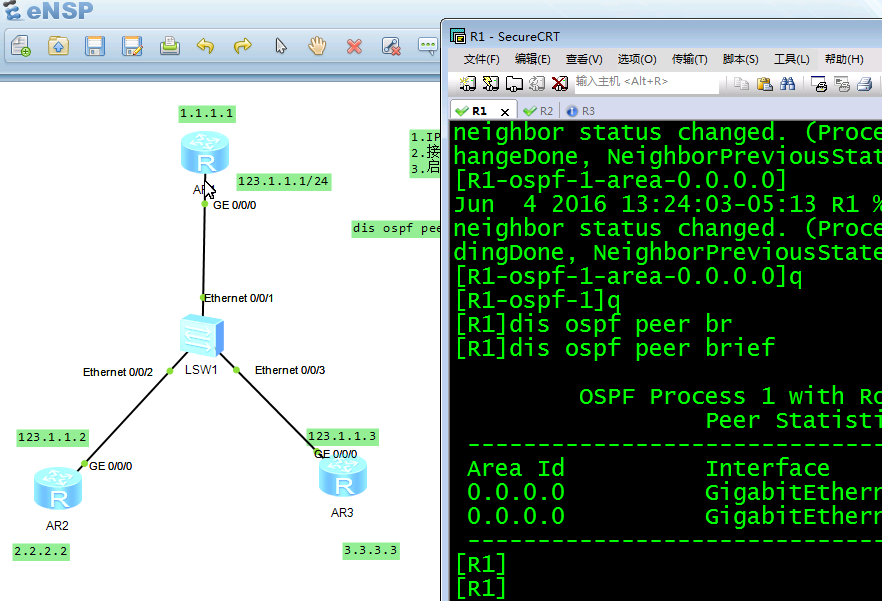 eNSP
1.1.1.1
123.1.1.1/24
GE 0/0/0
1.IP
2.接
3.启
dis ospf pee
Ethernet 0/0/1
LSW1
Ethernet 0/0/2
Ethernet 0/0/3
123.1.1.2
123.1.1.3
GE 0/0/0
GE 0/0/0
R
R
R
AR2
AR3
2.2.2.2
3.3.3.3
R1 - SecureCRT
文件(F) 编辑(E) 查看(V) 选项(O) 传输(T) 脚本(S) 工具(L) 帮助(H)
输入主机 <Alt+R>
R1 x R2 R3
neighbor status changed. (Proce
hangeDone, NeighborPreviousStat
[R1-ospf-1-area-0.0.0.0]
Jun 4 2016 13:24:03-05:13 R1 %
neighbor status changed. (Proce
dingDone, NeighborPreviousState
[R1-ospf-1-area-0.0.0.0]q
[R1-ospf-1]q
[R1]dis ospf peer br
[R1]dis ospf peer brief
OSPF Process 1 with Ro
Peer Statisti
Area Id Interface
0.0.0.0 GigabitEthern
0.0.0.0 GigabitEthern
[R1]
[R1]